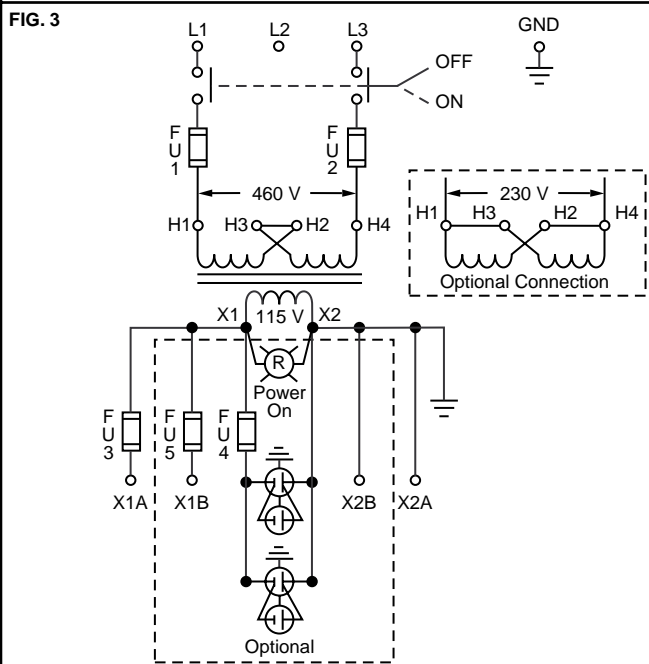 FIG. 3
L1 L2 L3 GND
OFF
ON
FU1 FU2
460 V
H1 H3 H2 H4
230 V
H1 H3 H2 H4
Optional Connection
X1 115 V X2
R
Power
On
FU3 FU5 FU4
X1A X1B X2B X2A
Optional